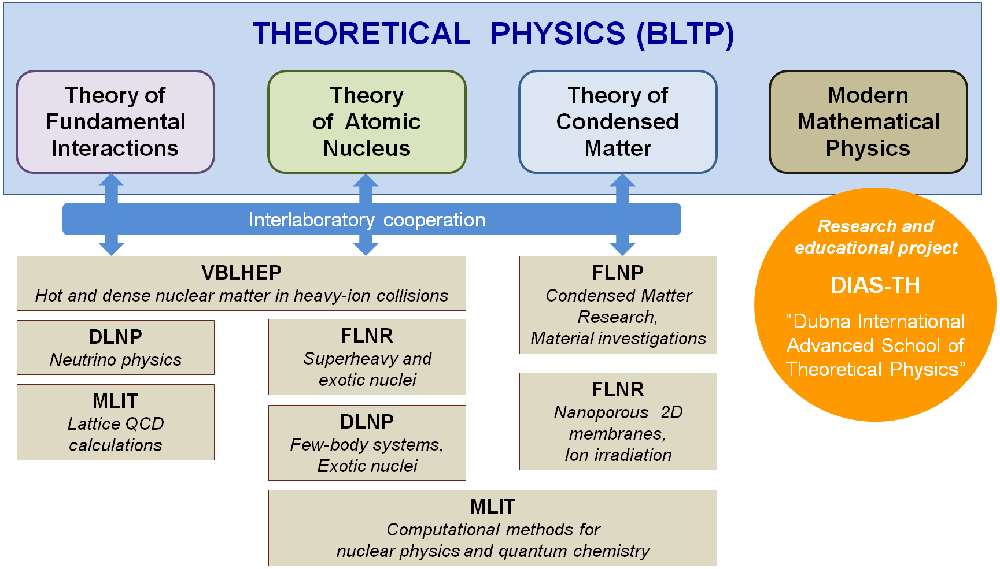 THEORETICAL PHYSICS (BLTP)
Theory of
Fundamental
Interactions
Theory
of Atomic
Nucleus
Theory of
Condensed
Matter
Modern
Mathematical
Physics
Interlaboratory cooperation
VBLHEP
Hot and dense nuclear matter in heavy-ion collisions
DLNP
Neutrino physics
MLIT
Lattice QCD
calculations
FLNR
Superheavy and
exotic nuclei
DLNP
Few-body systems,
Exotic nuclei
FLNP
Condensed Matter
Research,
Material investigations
FLNR
Nanoporous 2D
membranes,
Ion irradiation
MLIT
Computational methods for
nuclear physics and quantum chemistry
Research and
educational project
DIAS-TH
“Dubna International
Advanced School of
Theoretical Physics”